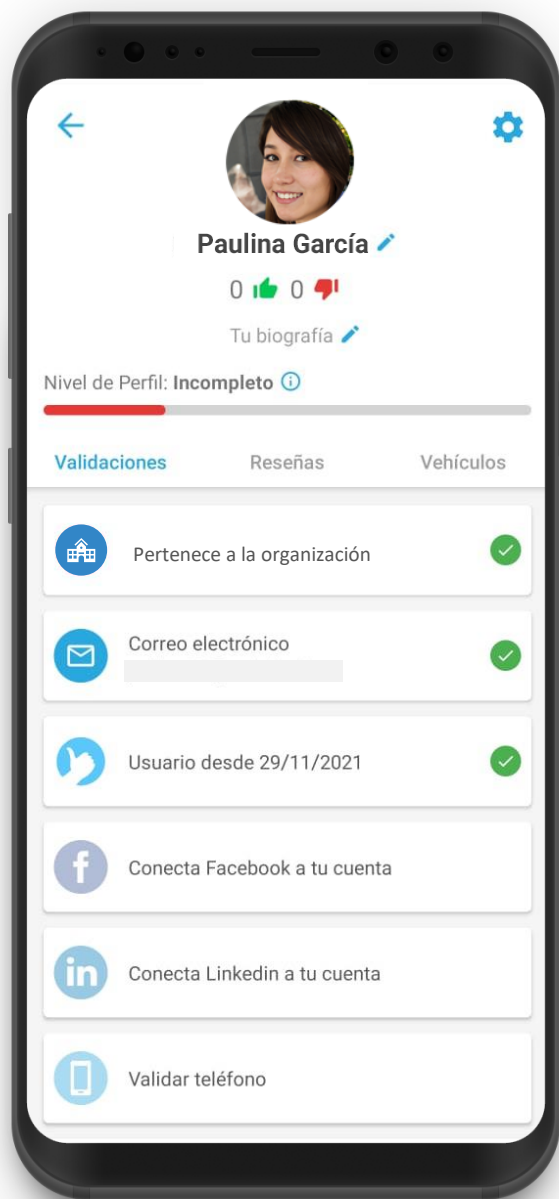 Paulina García
0 0
Tu biografía
Nivel de Perfil: Incompleto
Validaciones Reseñas Vehículos
Pertenece a la organización
Correo electrónico
Usuario desde 29/11/2021
f Conecta Facebook a tu cuenta
in Conecta Linkedin a tu cuenta
Validar teléfono